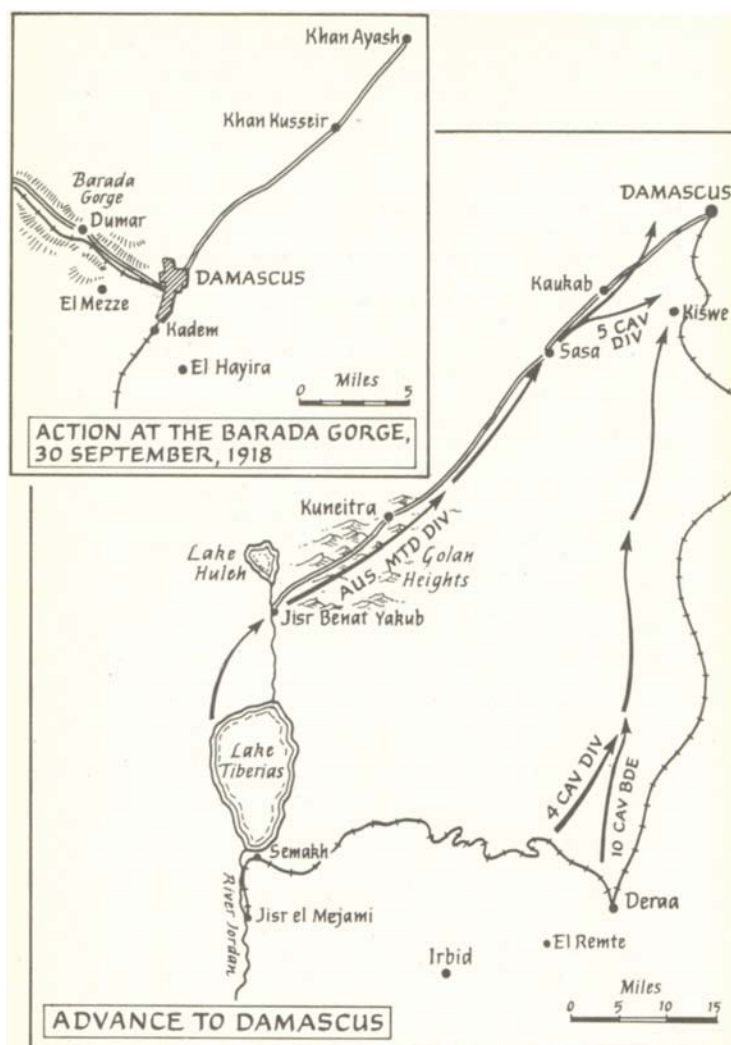 Khan Ayash
Khan Kusseir
Barada
Gorge
Dumar
DAMASCUS
El Mezze
Kadem
El Hayira
Miles
0 5
ACTION AT THE BARADA GORGE,
30 SEPTEMBER, 1918
DAMASCUS
Kaukab
Kiswe
5 CAV
DIV
Sasa
Kuneitra
Lake
Huleh
AUS. MTD DIV
Golan
Heights
Jisr Benat Yakub
Lake
Tiberias
4 CAV DIV
10 CAV BDE
Semakh
River Jordan
Jisr el Mejami
Deraa
El Remte
Irbid
Miles
0 5 10 15
ADVANCE TO DAMASCUS